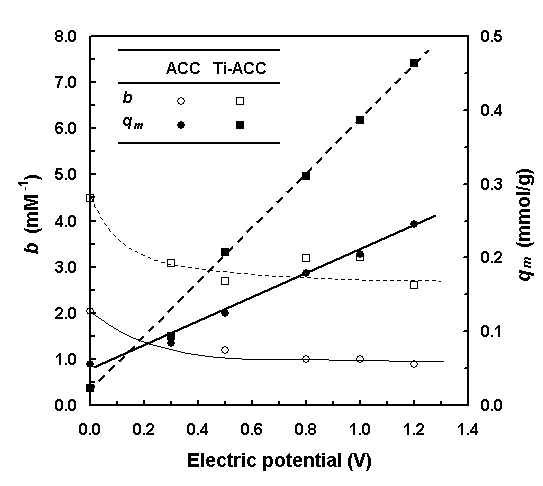 8.0
7.0
6.0
5.0
4.0
3.0
2.0
1.0
0.0
b (mM⁻¹)
ACC Ti-ACC
b
qₘ
0.5
0.4
0.3
0.2
0.1
0.0
qₘ (mmol/g)
0.0 0.2 0.4 0.6 0.8 1.0 1.2 1.4
Electric potential (V)